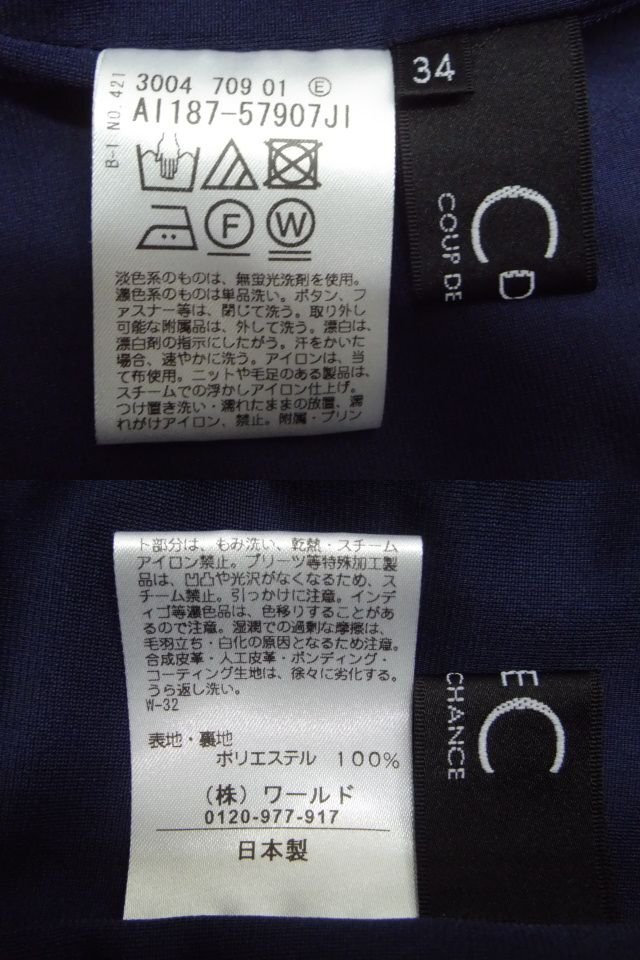 B-1 NO. 421
3004 709 01 Ⓔ
AI187-57907JI
F W
淡色系のものは、無蛍光洗剤を使用。
濃色系のものは単品洗い。ボタン、フ
ァスナー等は、閉じて洗う。取り外し
可能な附属品は、外して洗う。漂白は、
漂白剤の指示にしたがう。汗をかいた
場合、速やかに洗う。アイロンは、当
て布使用。ニットや毛足のある製品は、
スチームでの浮かしアイロン仕上げ。
つけ置き洗い・濡れたままの放置、濡
れがけアイロン、禁止。附属・プリン
34
CD
COUP DE
ト部分は、もみ洗い、乾熱・スチーム
アイロン禁止。プリーツ等特殊加工製
品は、凹凸や光沢がなくなるため、ス
チーム禁止。引っかけに注意。インデ
ィゴ等濃色品は、色移りすることがあ
るので注意。湿潤での過剰な摩擦は、
毛羽立ち・白化の原因となるため注意。
合成皮革・人工皮革・ボンディング・
コーティング生地は、徐々に劣化する。
うら返し洗い。
W-32
表地・裏地
ポリエステル 100%
(株)ワールド
0120-977-917
日本製
EC
CHANCE